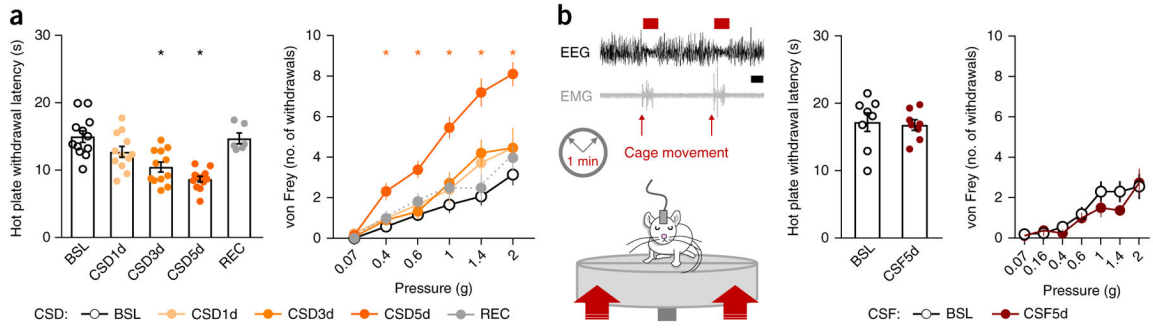 a
Hot plate withdrawal latency (s)
30
20
10
0
*
*
BSL
CSD1d
CSD3d
CSD5d
REC
von Frey (no. of withdrawals)
10
8
6
4
2
0
*
*
*
*
*
0.07
0.4
0.6
1
1.4
2
Pressure (g)
CSD: BSL CSD1d CSD3d CSD5d REC
b
EEG
EMG
1 min
Cage movement
Hot plate withdrawal latency (s)
30
20
10
0
BSL
CSF5d
von Frey (no. of withdrawals)
10
8
6
4
2
0
0.07
0.16
0.4
0.6
1
1.4
2
Pressure (g)
CSF: BSL CSF5d